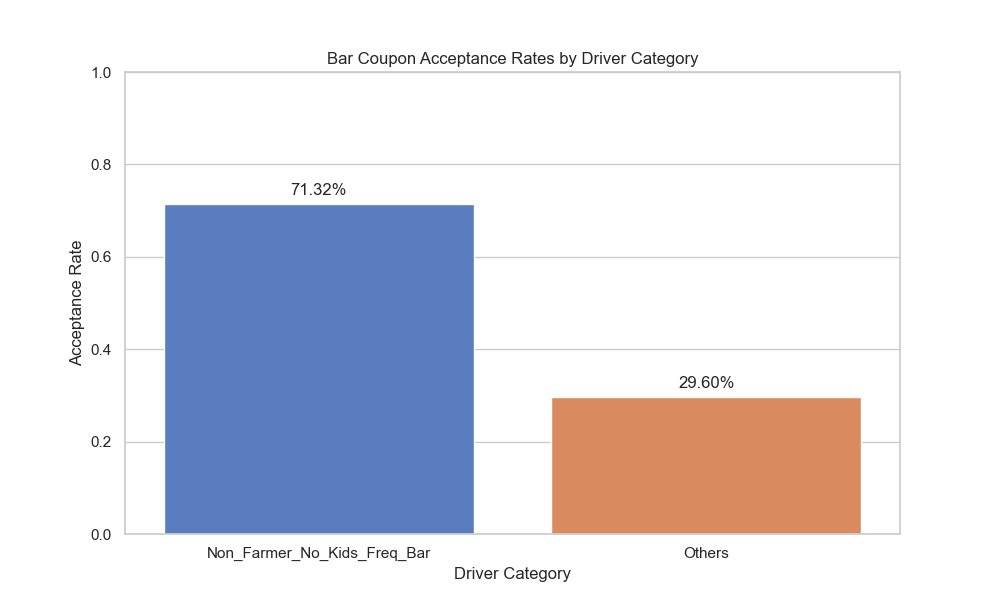 Bar Coupon Acceptance Rates by Driver Category
1.0
0.8
0.6
0.4
0.2
0.0
Acceptance Rate
71.32%
29.60%
Non_Farmer_No_Kids_Freq_Bar
Others
Driver Category